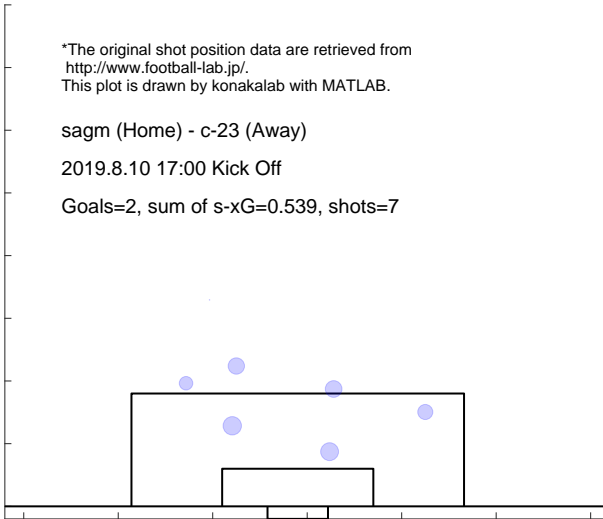 *The original shot position data are retrieved from
http://www.football-lab.jp/.
This plot is drawn by konakalab with MATLAB.
sagm (Home) - c-23 (Away)
2019.8.10 17:00 Kick Off
Goals=2, sum of s-xG=0.539, shots=7